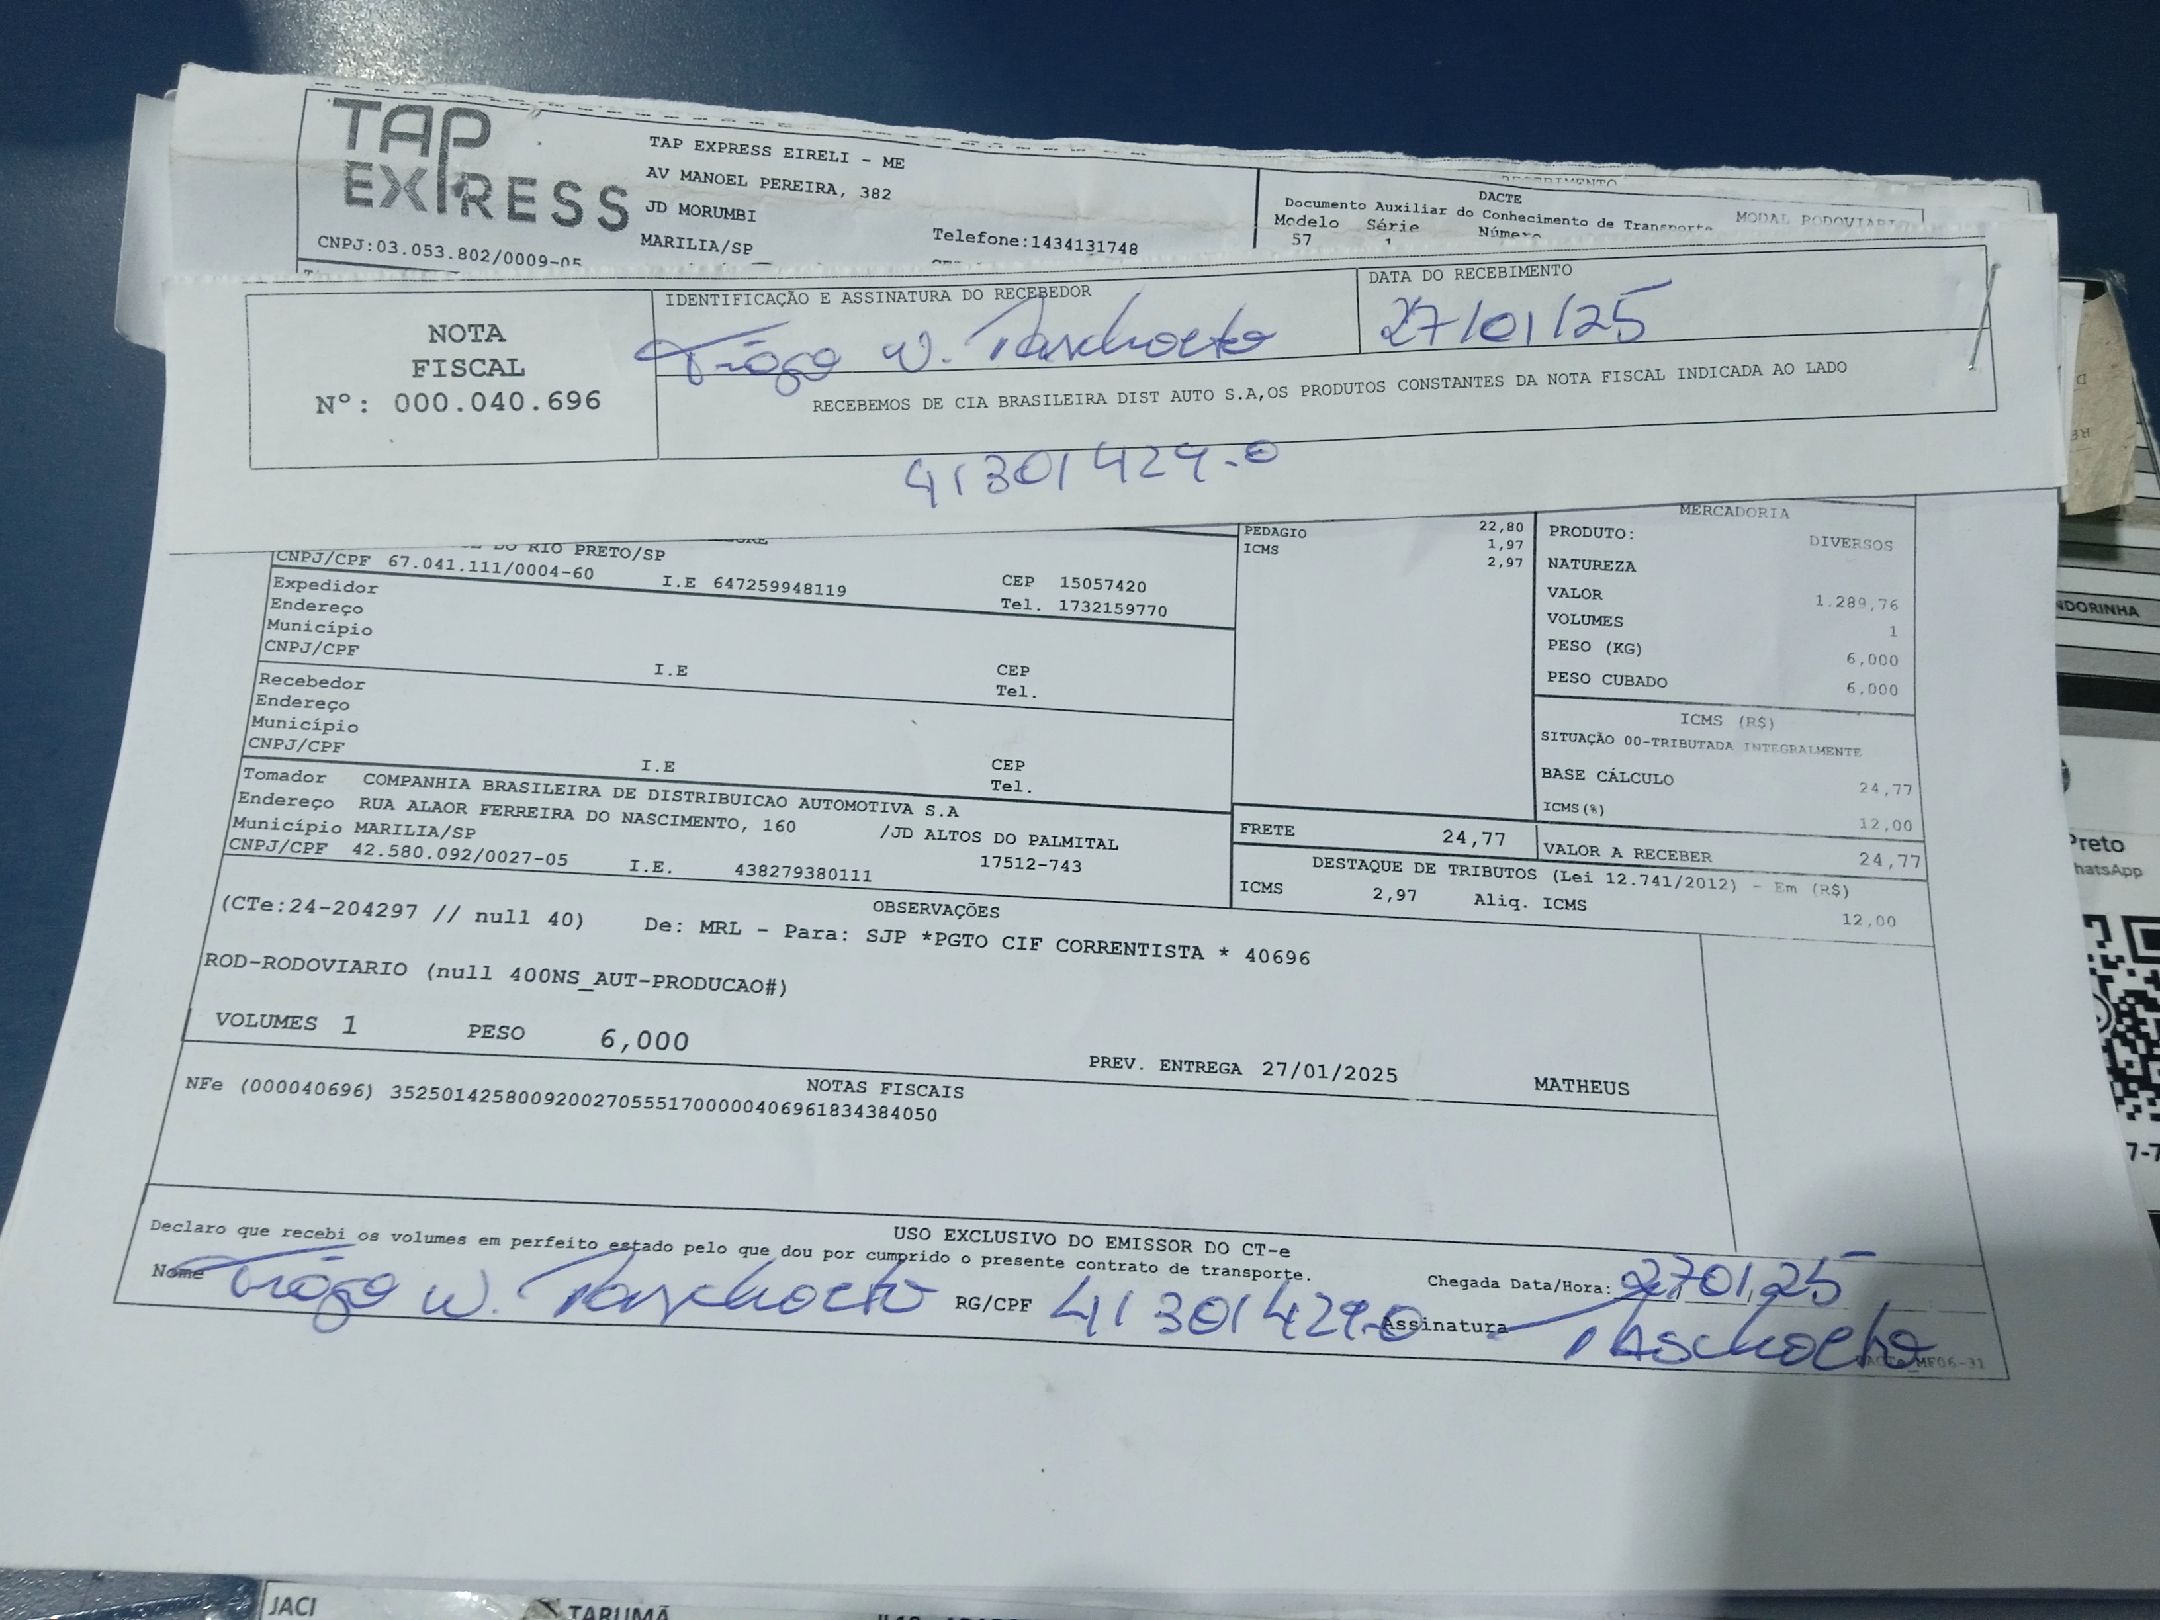 TAP
EXPRESS
CNPJ:03.053.802/0009-05
TAP EXPRESS EIRELI - ME
AV MANOEL PEREIRA, 382
JD MORUMBI
MARILIA/SP
Telefone:1434131748
DACTE
Documento Auxiliar do Conhecimento de Transporte
MODAL RODOVIARIO
Modelo Série Número
57 1
NOTA
FISCAL
Nº: 000.040.696
IDENTIFICAÇÃO E ASSINATURA DO RECEBEDOR
DATA DO RECEBIMENTO
27/01/25
RECEBEMOS DE CIA BRASILEIRA DIST AUTO S.A,OS PRODUTOS CONSTANTES DA NOTA FISCAL INDICADA AO LADO
41301429-0
DO RIO PRETO/SP
CNPJ/CPF 67.041.111/0004-60 I.E 647259948119 CEP 15057420
Tel. 1732159770
Expedidor
Endereço
Município
CNPJ/CPF I.E CEP
Tel.
Recebedor
Endereço
Município
CNPJ/CPF I.E CEP
Tel.
Tomador COMPANHIA BRASILEIRA DE DISTRIBUICAO AUTOMOTIVA S.A
Endereço RUA ALAOR FERREIRA DO NASCIMENTO, 160 /JD ALTOS DO PALMITAL
Município MARILIA/SP 17512-743
CNPJ/CPF 42.580.092/0027-05 I.E. 438279380111
22,80
PEDAGIO 1,97
ICMS 2,97
MERCADORIA
PRODUTO: DIVERSOS
NATUREZA
VALOR 1.289,76
VOLUMES 1
PESO (KG) 6,000
PESO CUBADO 6,000
ICMS (R$)
SITUAÇÃO 00-TRIBUTADA INTEGRALMENTE
BASE CÁLCULO 24,77
ICMS(%) 12,00
FRETE 24,77
VALOR A RECEBER 24,77
DESTAQUE DE TRIBUTOS (Lei 12.741/2012) - Em (R$)
ICMS 2,97 Aliq. ICMS 12,00
OBSERVAÇÕES
(CTe:24-204297 // null 40) De: MRL - Para: SJP *PGTO CIF CORRENTISTA * 40696
ROD-RODOVIARIO (null 400NS_AUT-PRODUCAO#)
VOLUMES 1 PESO 6,000
PREV. ENTREGA 27/01/2025 MATHEUS
NOTAS FISCAIS
NFe (000040696) 35250142580092002705551700000406961834384050
USO EXCLUSIVO DO EMISSOR DO CT-e
Declaro que recebi os volumes em perfeito estado pelo que dou por cumprido o presente contrato de transporte.
Nome
RG/CPF 41301429-0
Chegada Data/Hora: 27 01 25
Assinatura
NDORINHA
Preto
hatsApp
JACI
TARUMÃ